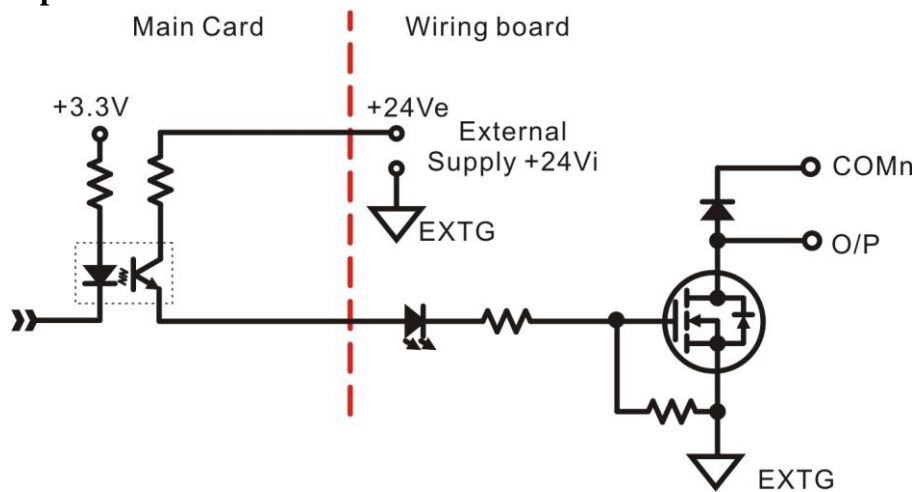 Main Card
Wiring board
+3.3V
+24Ve
External
Supply +24Vi
EXTG
COMn
O/P
EXTG